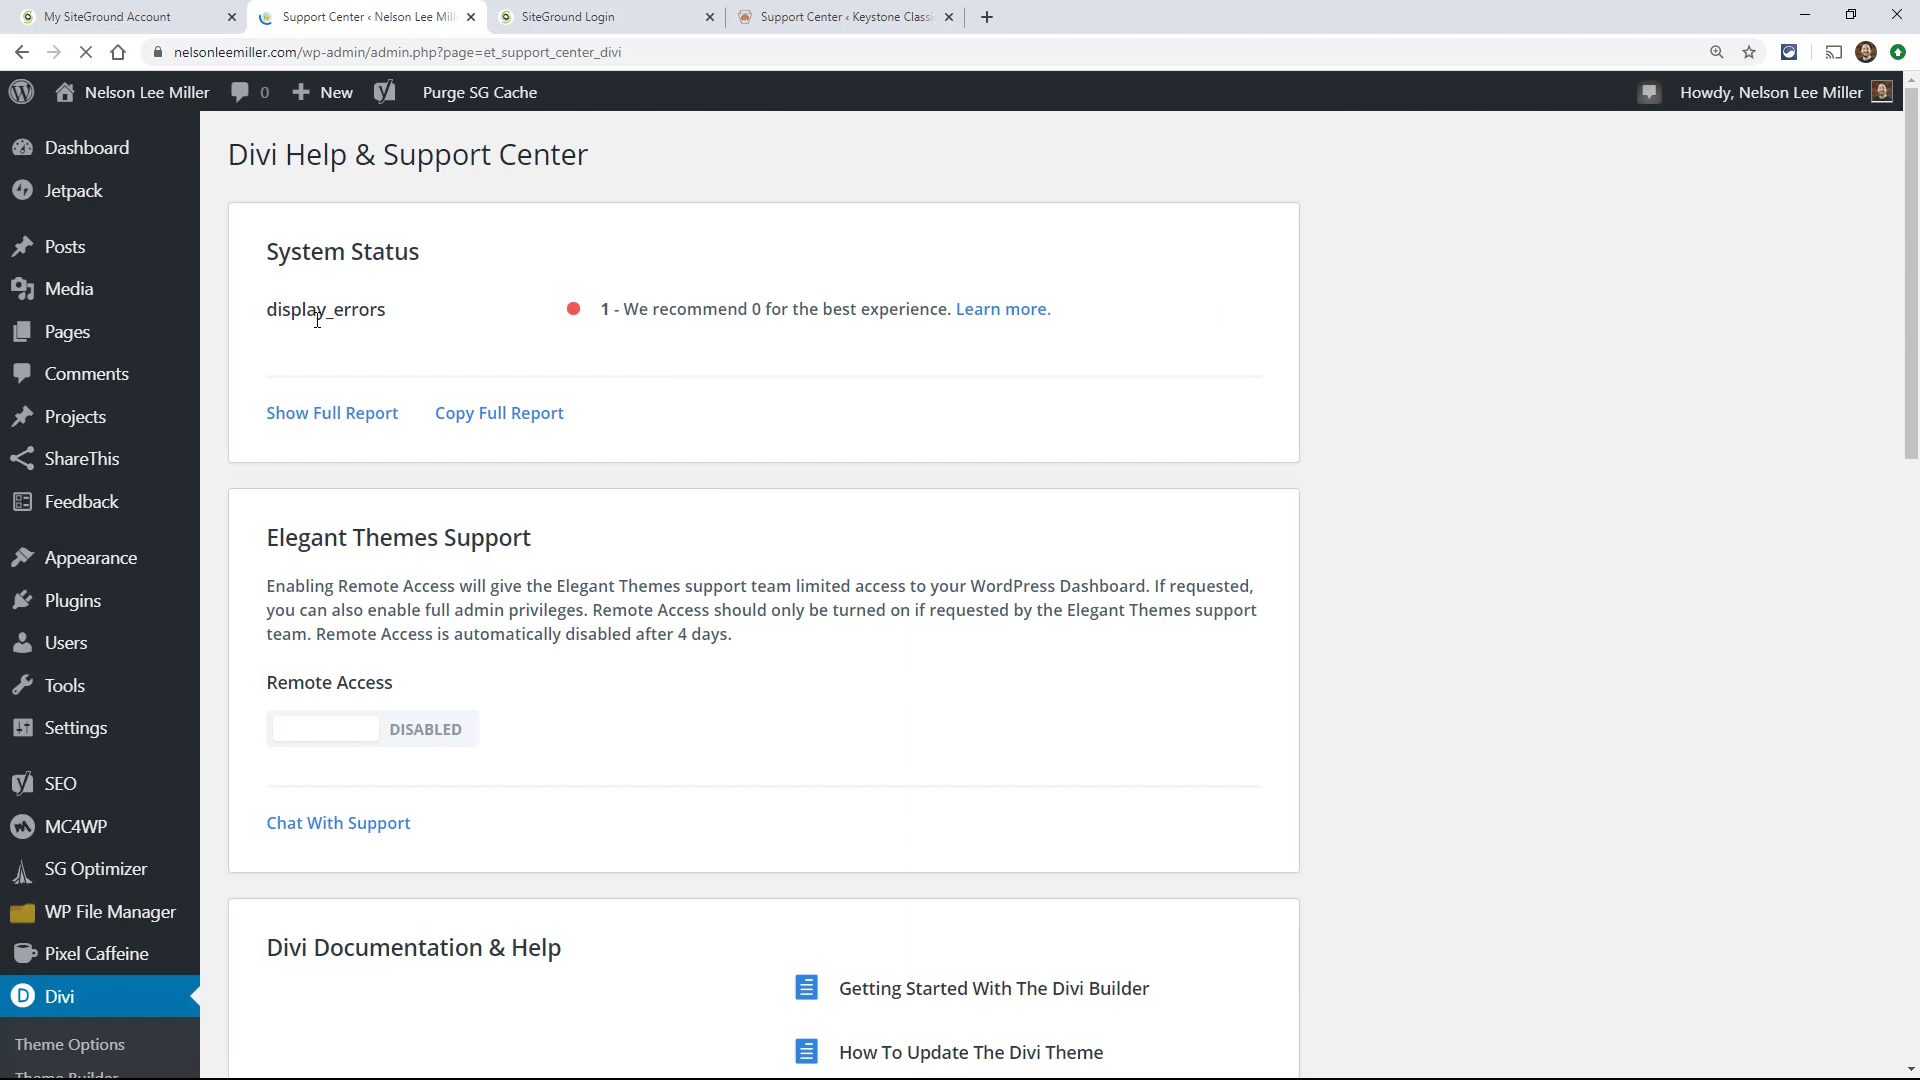 My SiteGround Account
Support Center ‹ Nelson Lee Mill
SiteGround Login
Support Center ‹ Keystone Classi
nelsonleemiller.com/wp-admin/admin.php?page=et_support_center_divi
Nelson Lee Miller
0
New
Purge SG Cache
Howdy, Nelson Lee Miller
Dashboard
Jetpack
Posts
Media
Pages
Comments
Projects
ShareThis
Feedback
Appearance
Plugins
Users
Tools
Settings
SEO
MC4WP
SG Optimizer
WP File Manager
Pixel Caffeine
Divi
Theme Options
Theme Builder
Divi Help & Support Center
System Status
display_errors
1 - We recommend 0 for the best experience. Learn more.
Show Full Report
Copy Full Report
Elegant Themes Support
Enabling Remote Access will give the Elegant Themes support team limited access to your WordPress Dashboard. If requested,
you can also enable full admin privileges. Remote Access should only be turned on if requested by the Elegant Themes support
team. Remote Access is automatically disabled after 4 days.
Remote Access
DISABLED
Chat With Support
Divi Documentation & Help
Getting Started With The Divi Builder
How To Update The Divi Theme